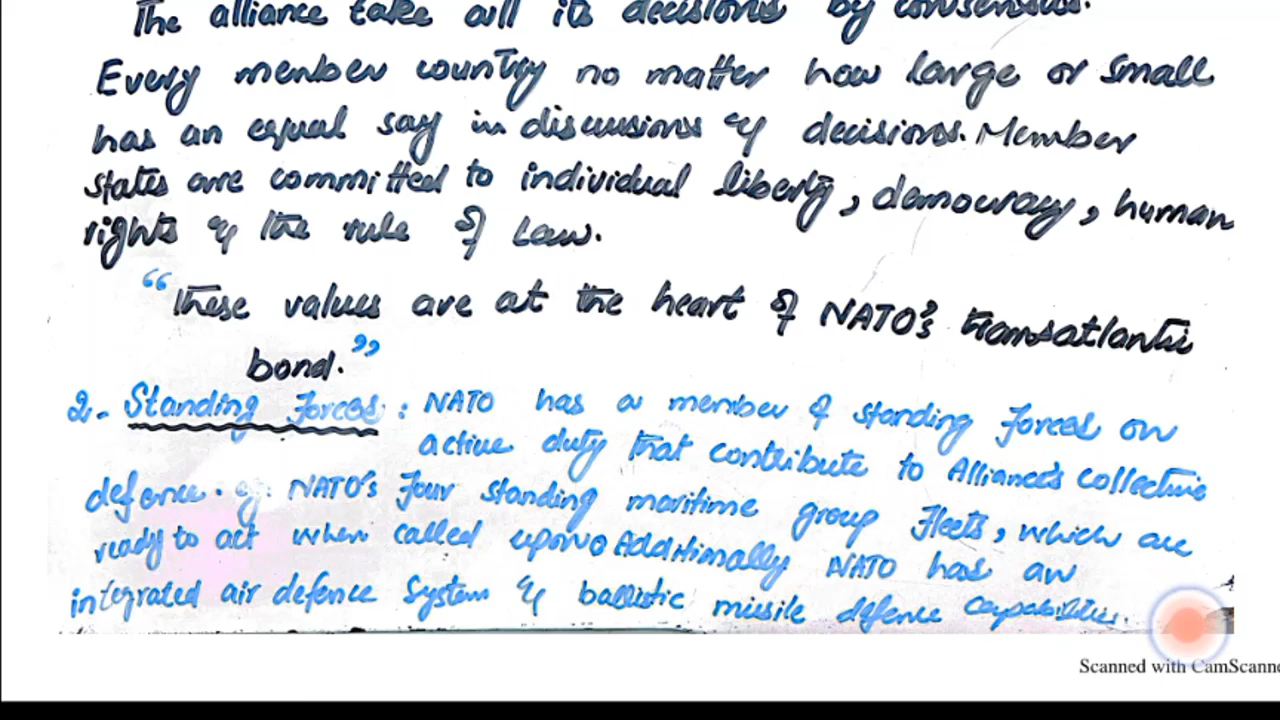 The alliance take all its decisions by consensus.
Every member country no matter how large or small
has an equal say in discussions & decisions. Member
states are committed to individual liberty, democracy, human
rights & the rule of Law.
“These values are at the heart of NATO's transatlantic
bond.”
2. Standing Forces: NATO has a member of standing Forces on
active duty that contribute to Alliance's collective
defence. eg: NATO's four standing maritime group fleets, which are
ready to act when called upon. Additionally NATO has an
integrated air defence System & ballistic missile defence capabilities.
Scanned with CamScanne